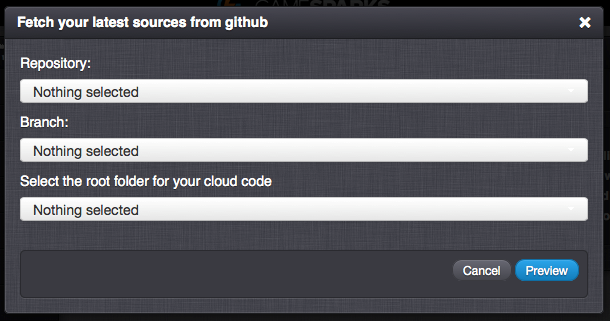 GAMESPARKS
Fetch your latest sources from github
Repository:
Nothing selected
Branch:
Nothing selected
Select the root folder for your cloud code
Nothing selected
Cancel
Preview